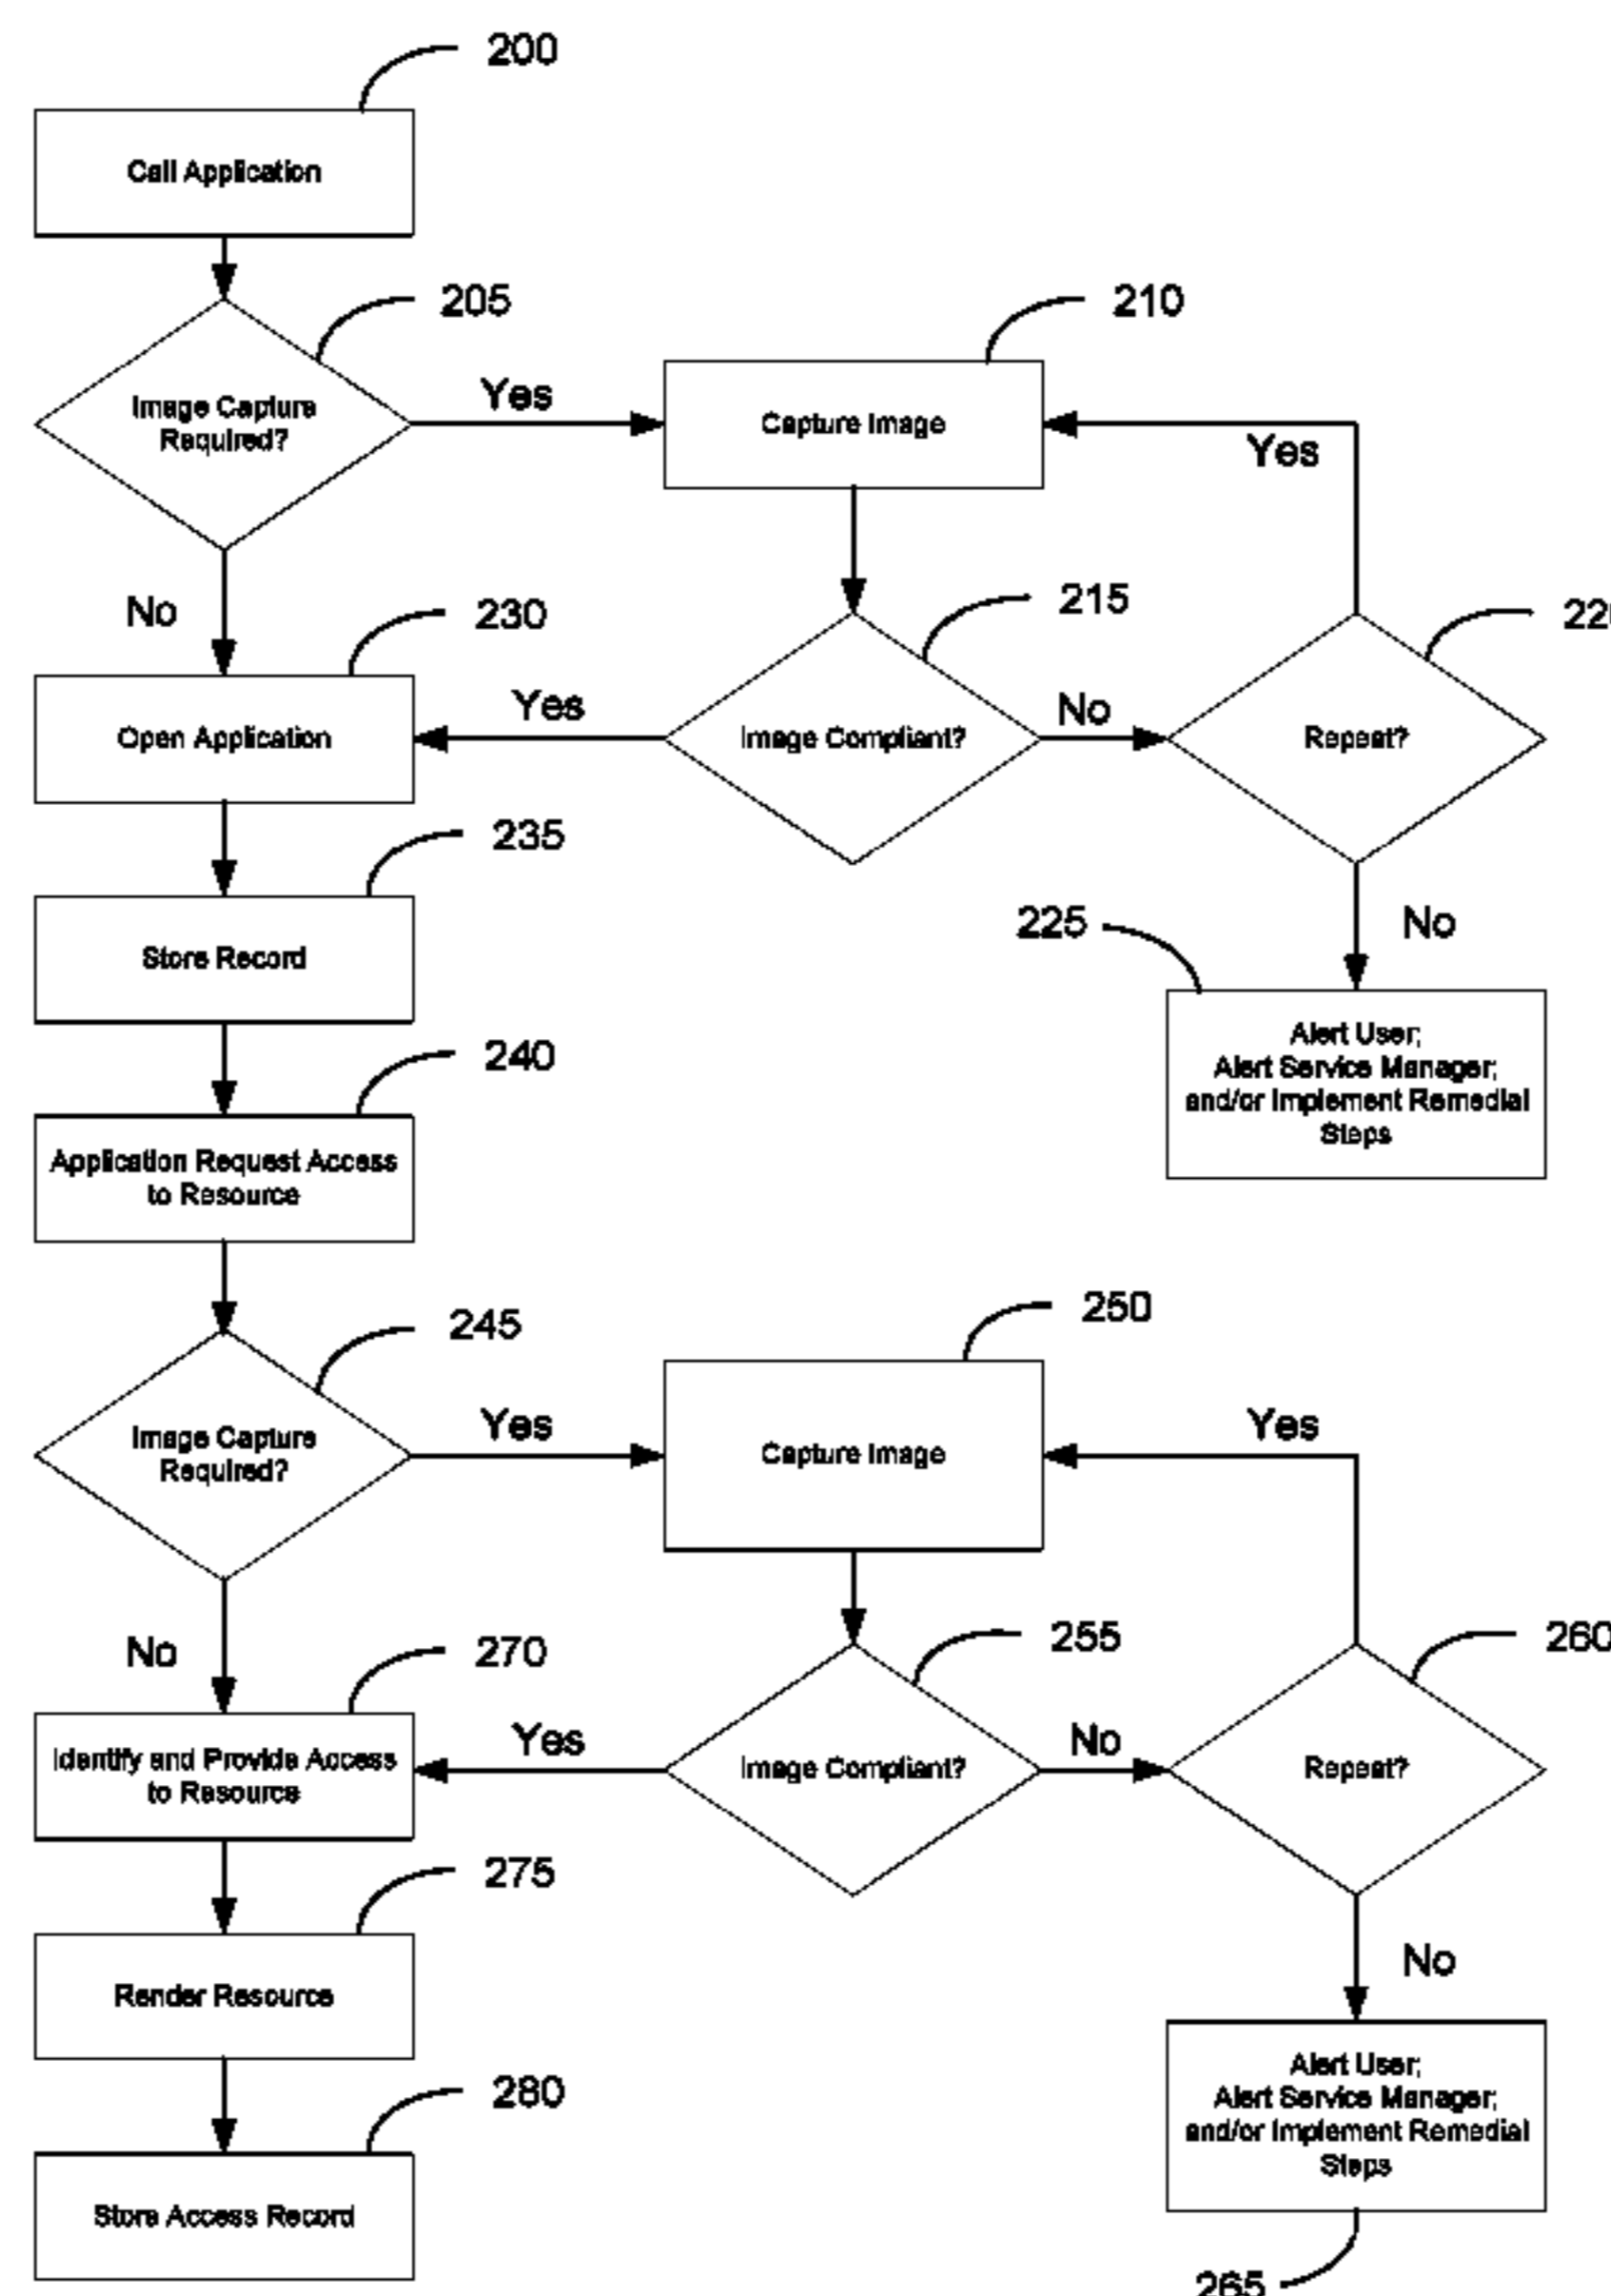 200
Call Application
205
210
Image Capture
Required?
Yes
Capture Image
Yes
No
230
215
220
Open Application
Yes
Image Compliant?
No
Repeat?
235
Store Record
225
No
240
Alert User;
Alert Service Manager;
and/or Implement Remedial
Steps
Application Request Access
to Resource
245
250
Image Capture
Required?
Yes
Capture Image
Yes
No
270
255
260
Identify and Provide Access
to Resource
Yes
Image Compliant?
No
Repeat?
275
Render Resource
No
280
Alert User;
Alert Service Manager;
and/or Implement Remedial
Steps
Store Access Record
265